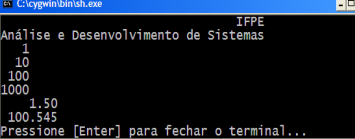 C:\cygwin\bin\sh.exe
IFPE
Análise e Desenvolvimento de Sistemas
1
10
100
1000
1.50
100.545
Pressione [Enter] para fechar o terminal...